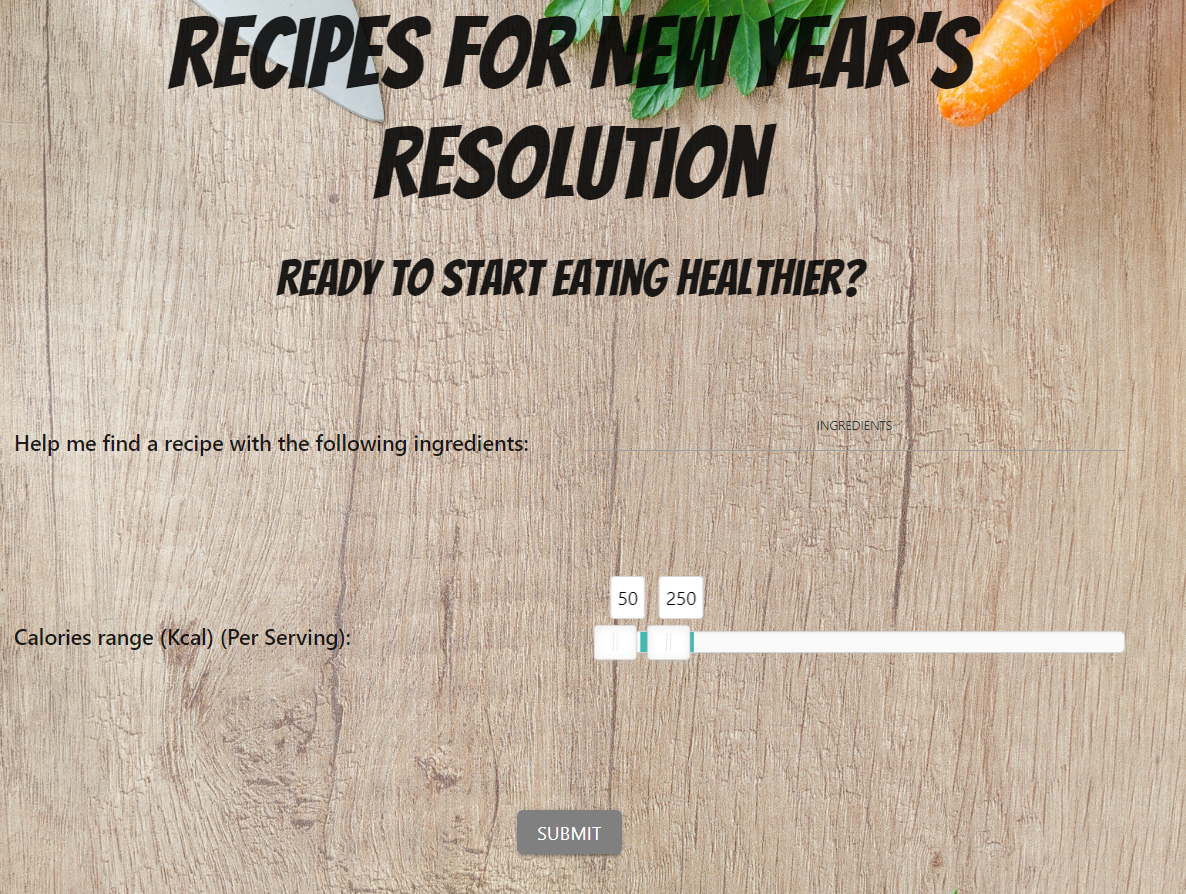 RECIPES FOR NEW YEAR'S
RESOLUTION
READY TO START EATING HEALTHIER?
INGREDIENTS
Help me find a recipe with the following ingredients:
50 250
Calories range (Kcal) (Per Serving):
SUBMIT